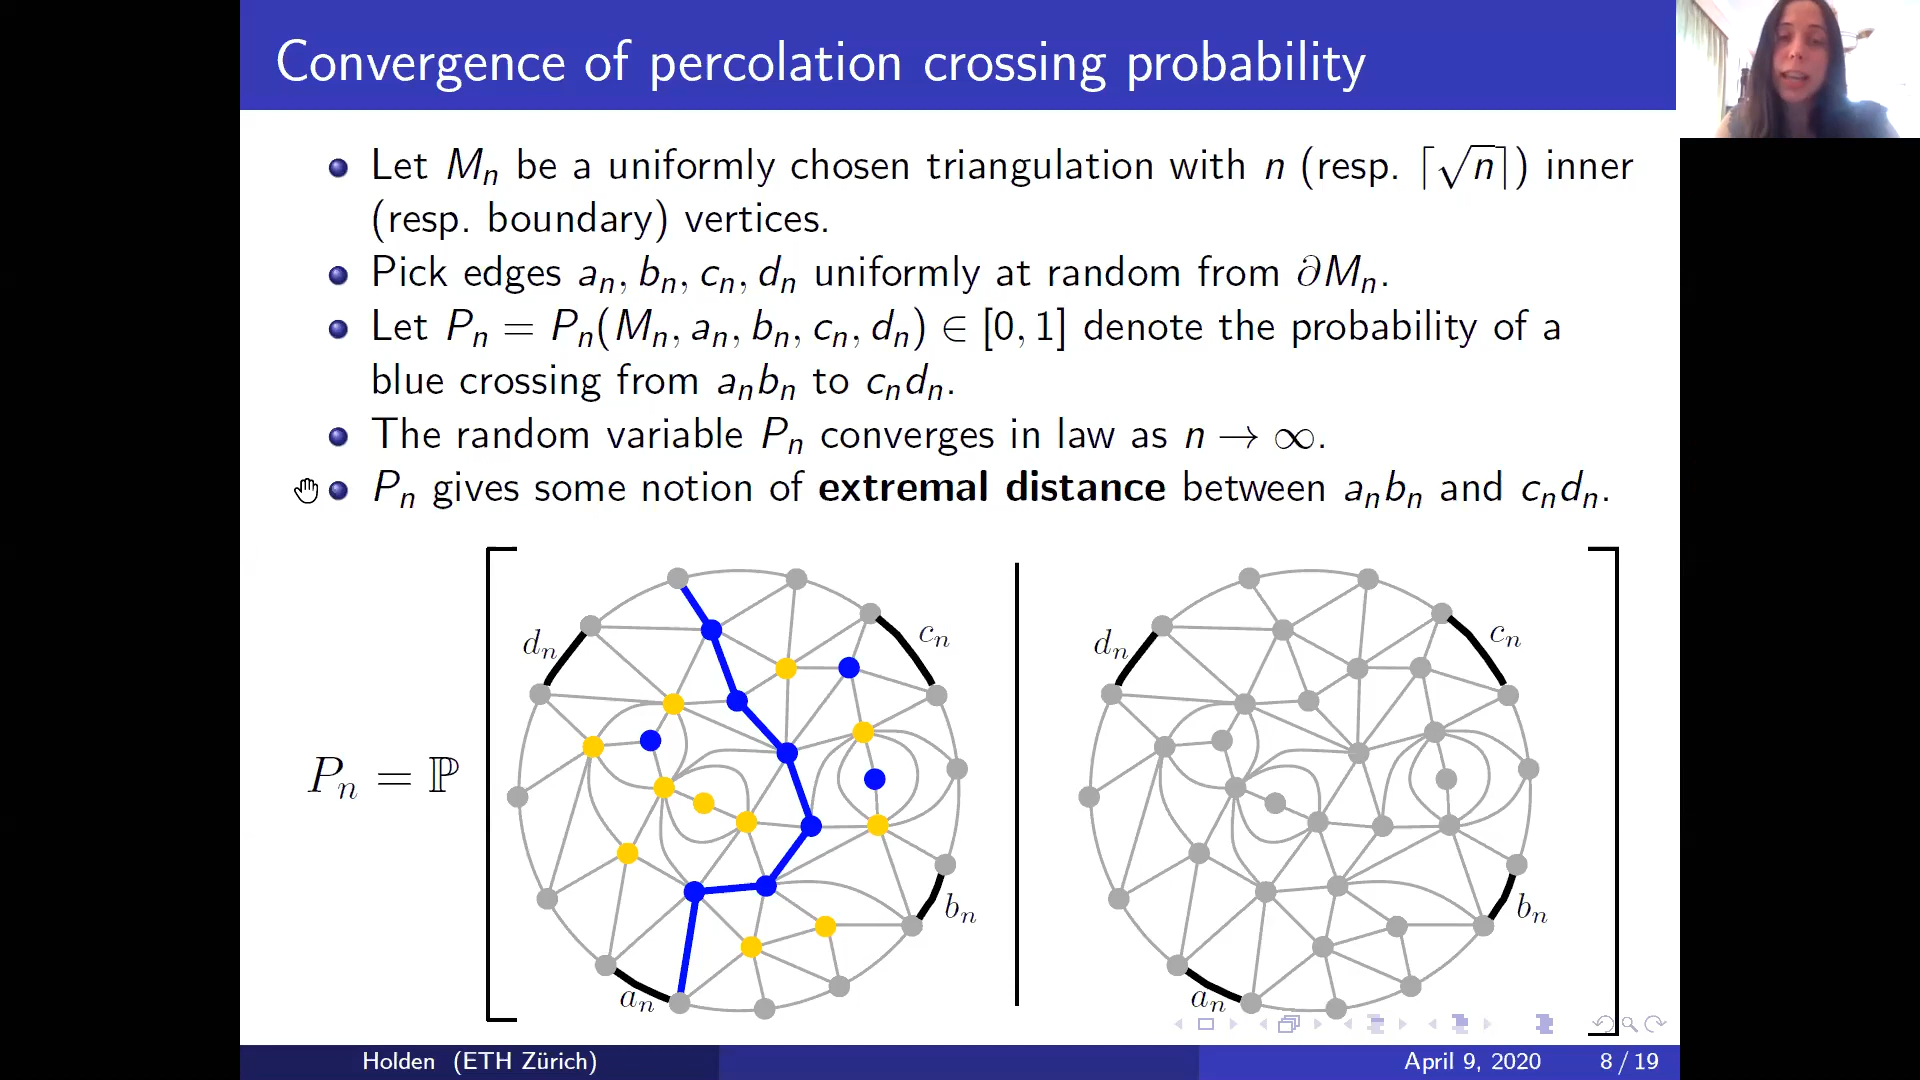 Convergence of percolation crossing probability
Let Mₙ be a uniformly chosen triangulation with n (resp. ⌈√n⌉) inner
(resp. boundary) vertices.
Pick edges aₙ, bₙ, cₙ, dₙ uniformly at random from ∂Mₙ.
Let Pₙ = Pₙ(Mₙ, aₙ, bₙ, cₙ, dₙ) ∈ [0, 1] denote the probability of a
blue crossing from aₙbₙ to cₙdₙ.
The random variable Pₙ converges in law as n → ∞.
Pₙ gives some notion of extremal distance between aₙbₙ and cₙdₙ.
dₙ cₙ dₙ cₙ
Pₙ = ℙ
bₙ bₙ
aₙ aₙ
Holden (ETH Zürich) April 9, 2020 8 / 19